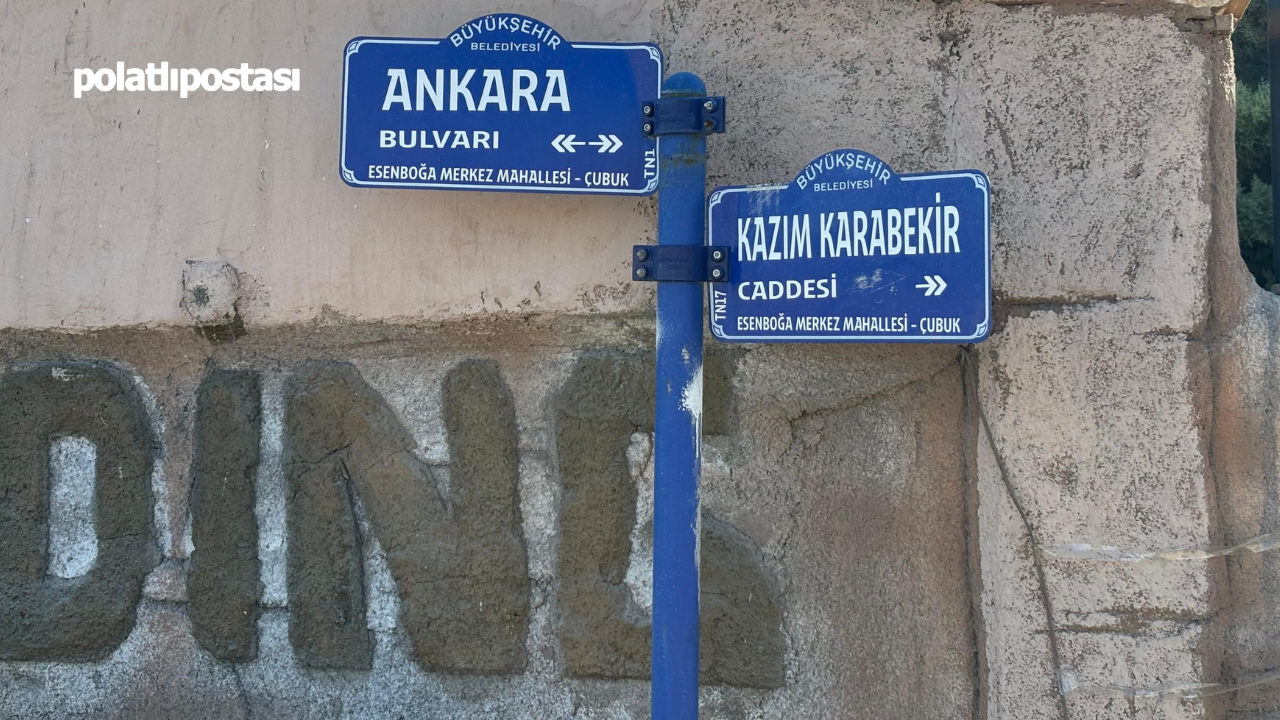 polatlıpostası
BÜYÜKŞEHİR
BELEDİYESİ
ANKARA
BULVARI
ESENBOĞA MERKEZ MAHALLESİ - ÇUBUK
TN1
BÜYÜKŞEHİR
BELEDİYESİ
KAZIM KARABEKİR
CADDESİ
TN17
ESENBOĞA MERKEZ MAHALLESİ - ÇUBUK